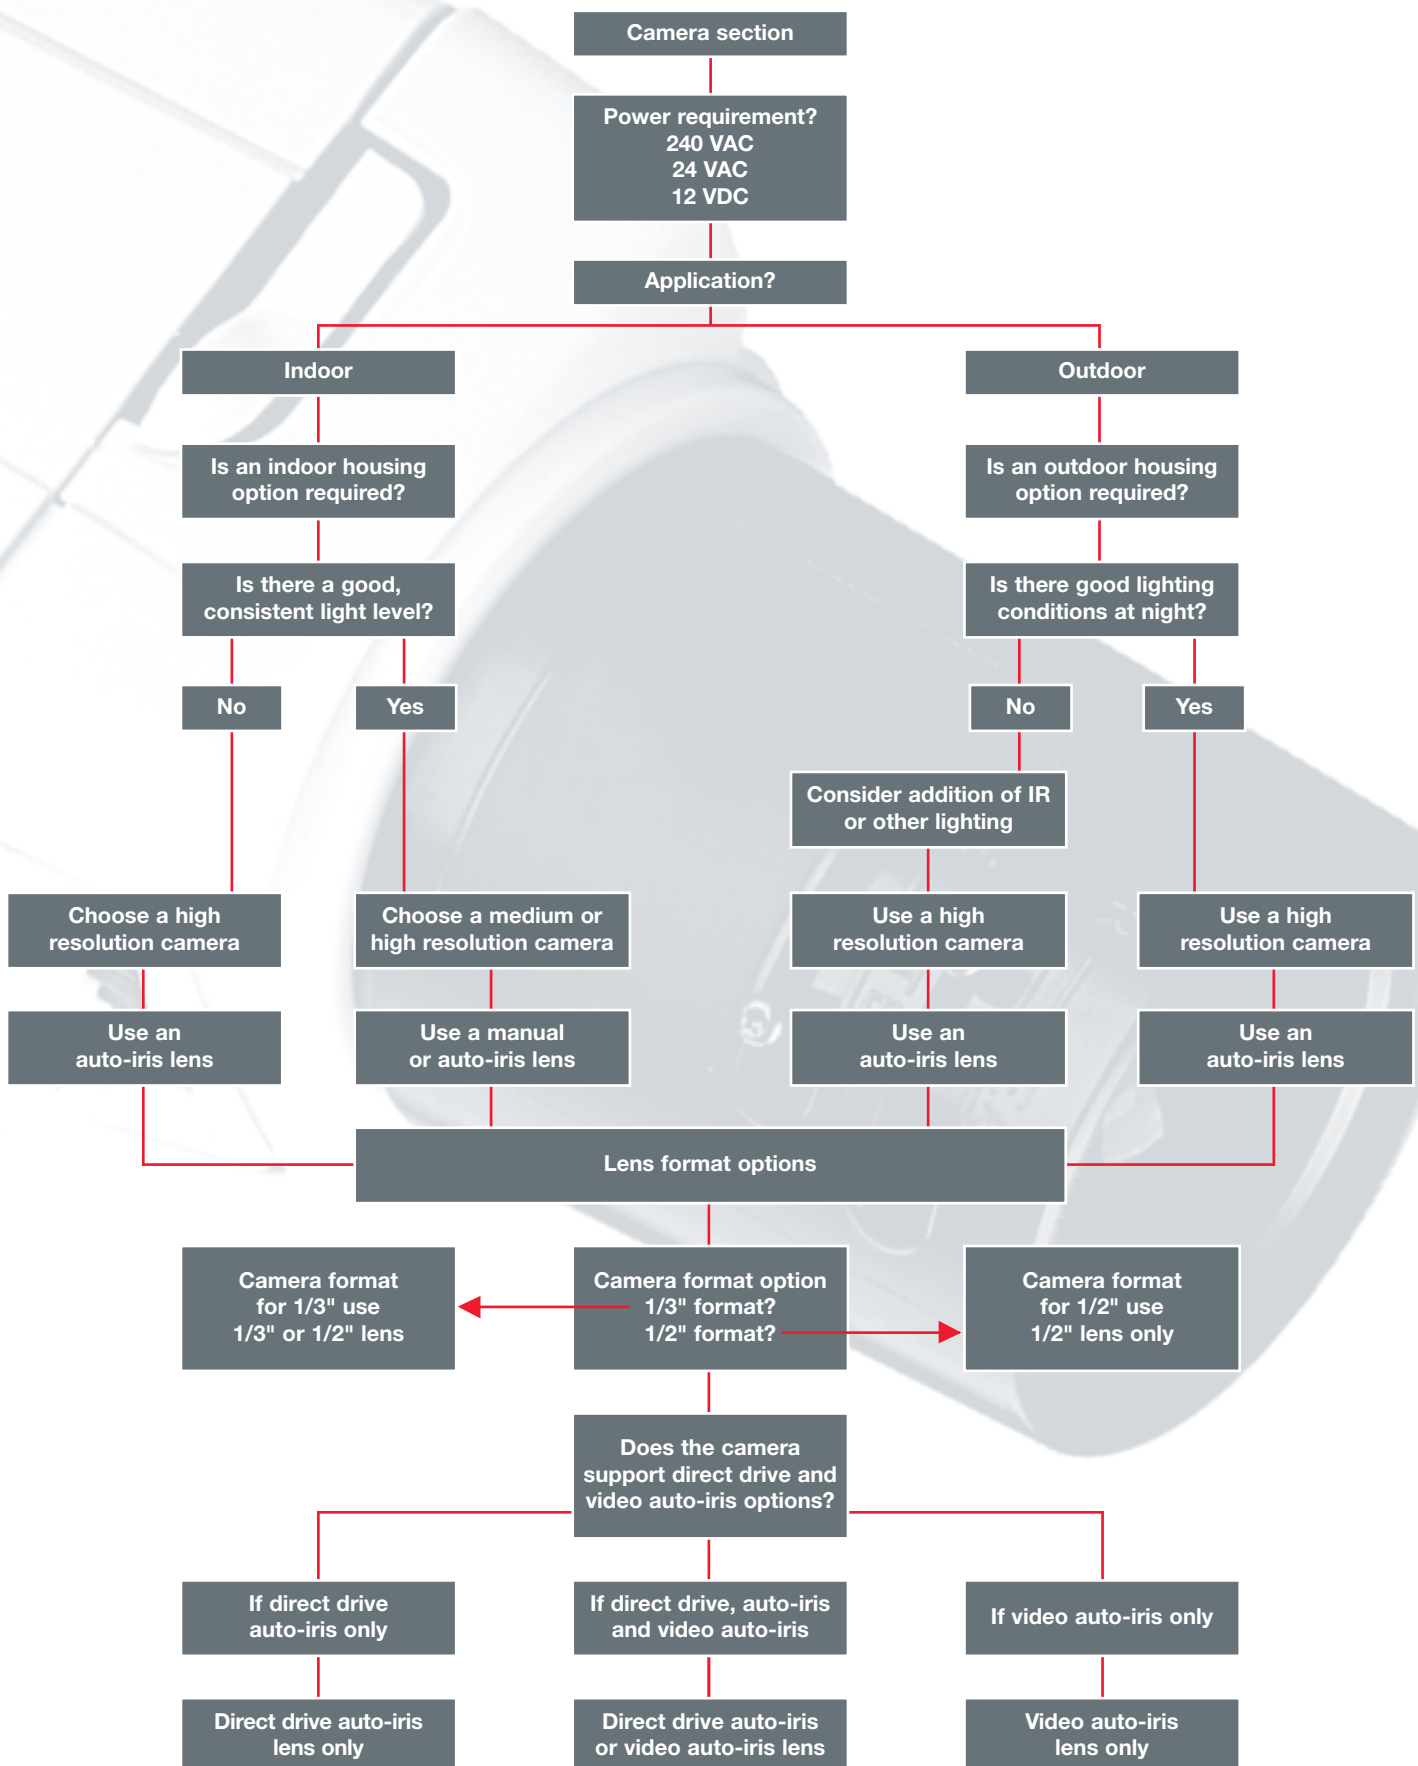 Camera section
Power requirement?
240 VAC
24 VAC
12 VDC
Application?
Indoor
Outdoor
Is an indoor housing
option required?
Is an outdoor housing
option required?
Is there a good,
consistent light level?
Is there good lighting
conditions at night?
No
Yes
No
Yes
Consider addition of IR
or other lighting
Choose a high
resolution camera
Choose a medium or
high resolution camera
Use a high
resolution camera
Use a high
resolution camera
Use an
auto-iris lens
Use a manual
or auto-iris lens
Use an
auto-iris lens
Use an
auto-iris lens
Lens format options
Camera format
for 1/3" use
1/3" or 1/2" lens
Camera format option
1/3" format?
1/2" format?
Camera format
for 1/2" use
1/2" lens only
Does the camera
support direct drive and
video auto-iris options?
If direct drive
auto-iris only
If direct drive, auto-iris
and video auto-iris
If video auto-iris only
Direct drive auto-iris
lens only
Direct drive auto-iris
or video auto-iris lens
Video auto-iris
lens only